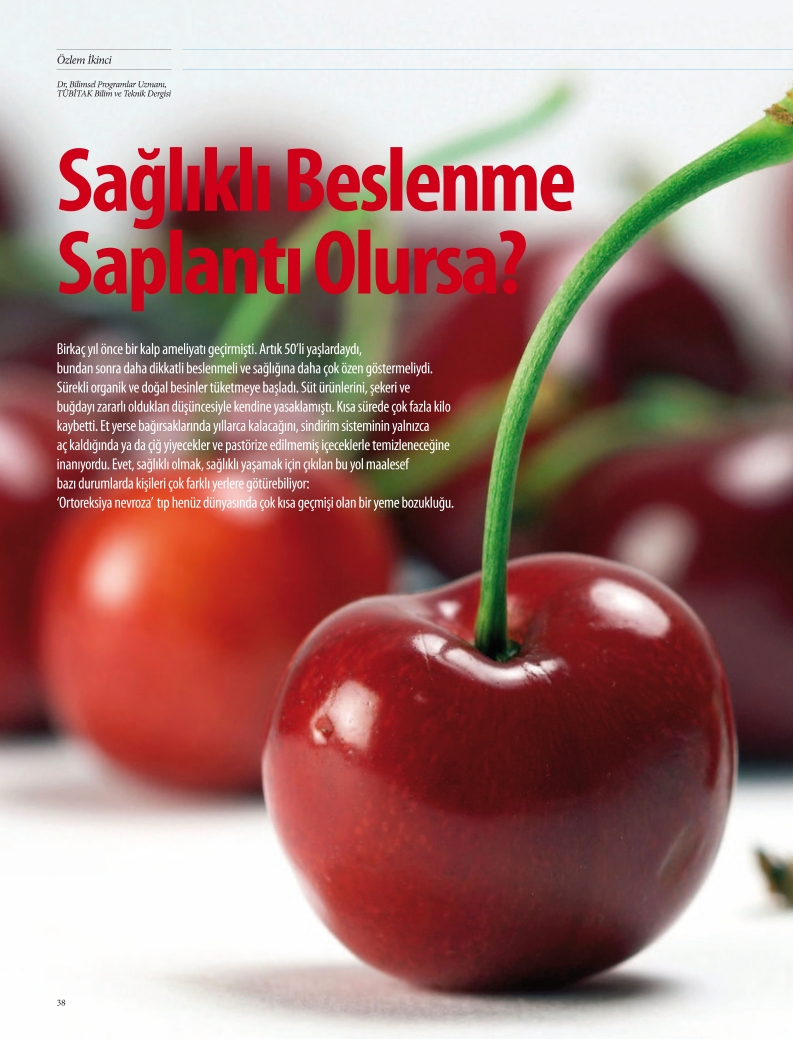 Özlem İkinci
Dr, Bilimsel Programlar Uzmanı,
TÜBİTAK Bilim ve Teknik Dergisi
Sağlıklı Beslenme
Saplantı Olursa?
Birkaç yıl önce bir kalp ameliyatı geçirmişti. Artık 50'li yaşlardaydı,
bundan sonra daha dikkatli beslenmeli ve sağlığına daha çok özen göstermeliydi.
Sürekli organik ve doğal besinler tüketmeye başladı. Süt ürünlerini, şekeri ve
buğdayı zararlı oldukları düşüncesiyle kendine yasaklamıştı. Kısa sürede çok fazla kilo
kaybetti. Et yerse bağırsaklarında yıllarca kalacağını, sindirim sisteminin yalnızca
aç kaldığında ya da çiğ yiyecekler ve pastörize edilmemiş içeceklerle temizleneceğine
inanıyordu. Evet, sağlıklı olmak, sağlıklı yaşamak için çıkılan bu yol maalesef
bazı durumlarda kişileri çok farklı yerlere götürebiliyor:
‘Ortoreksiya nevroza’ tıp henüz dünyasında çok kısa geçmişi olan bir yeme bozukluğu.
38